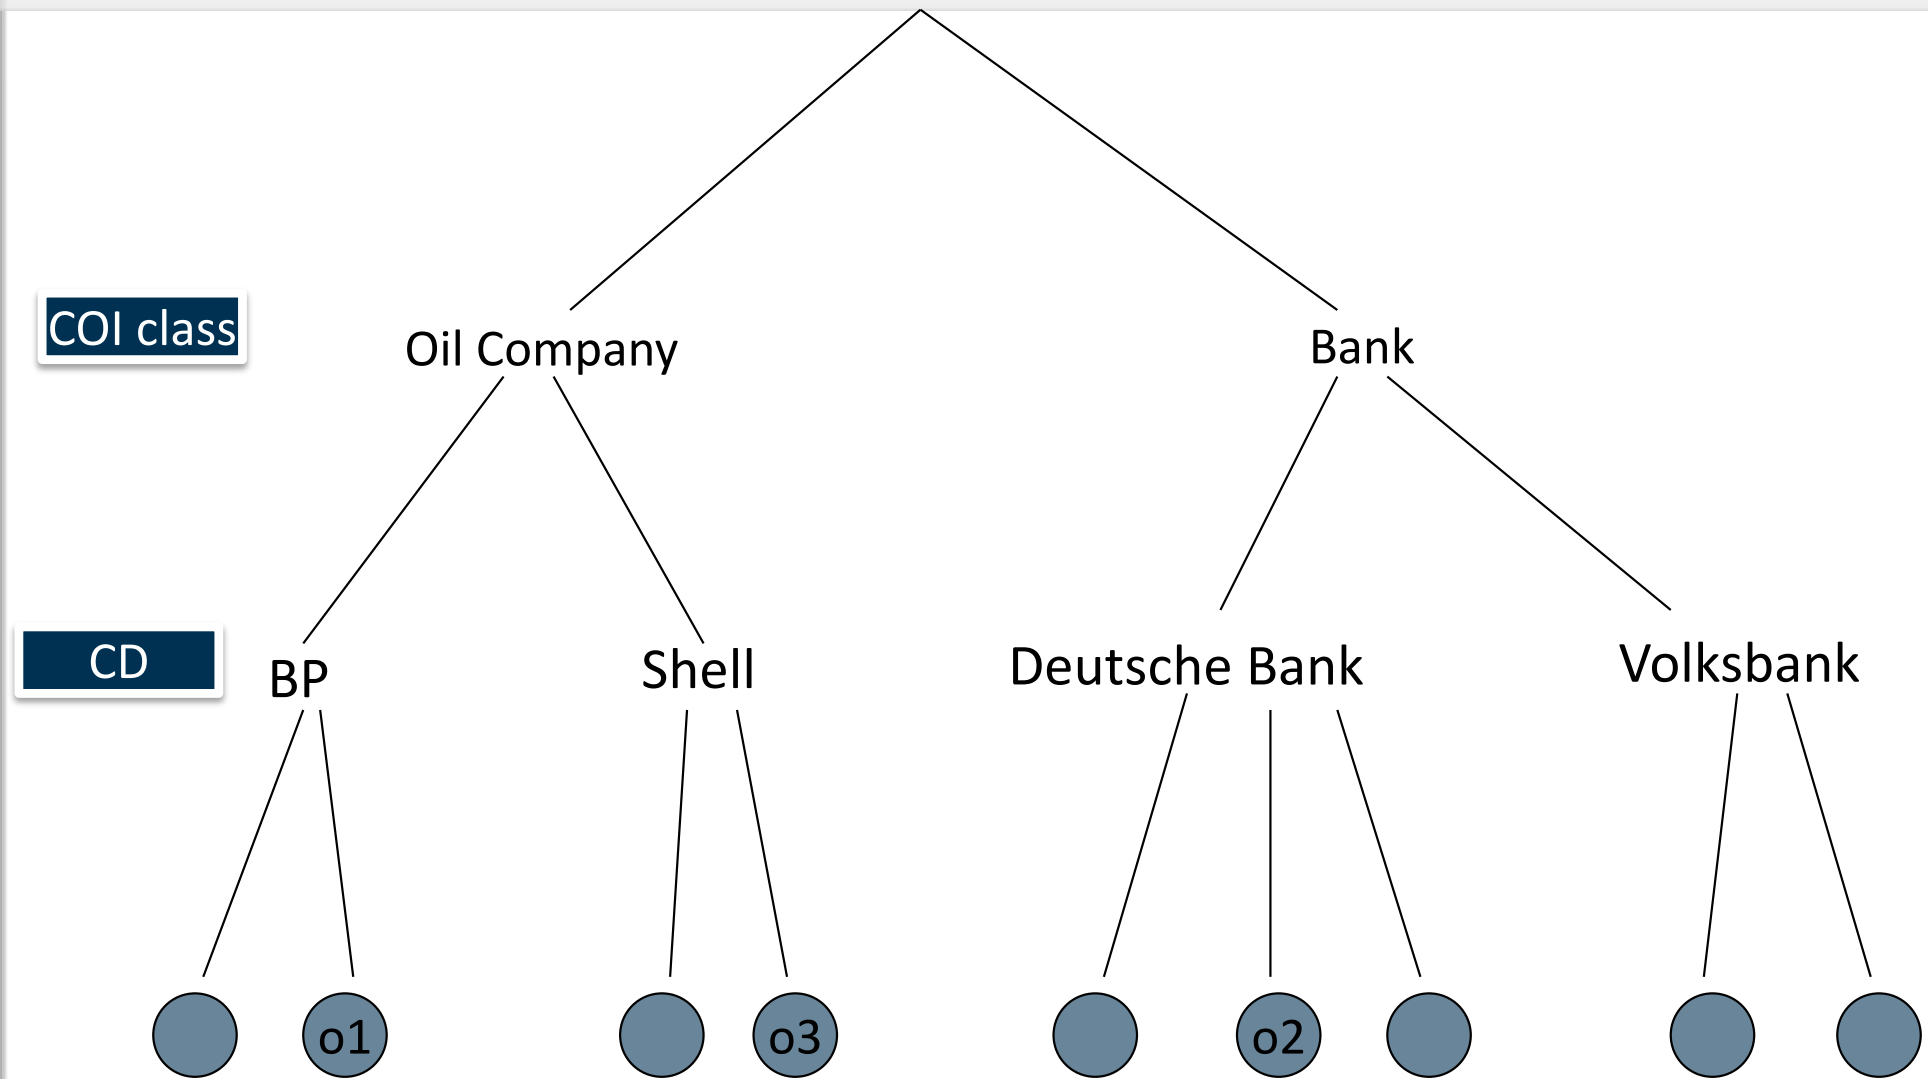 COI class
Oil Company
Bank
CD
BP
Shell
Deutsche Bank
Volksbank
o1
o3
o2